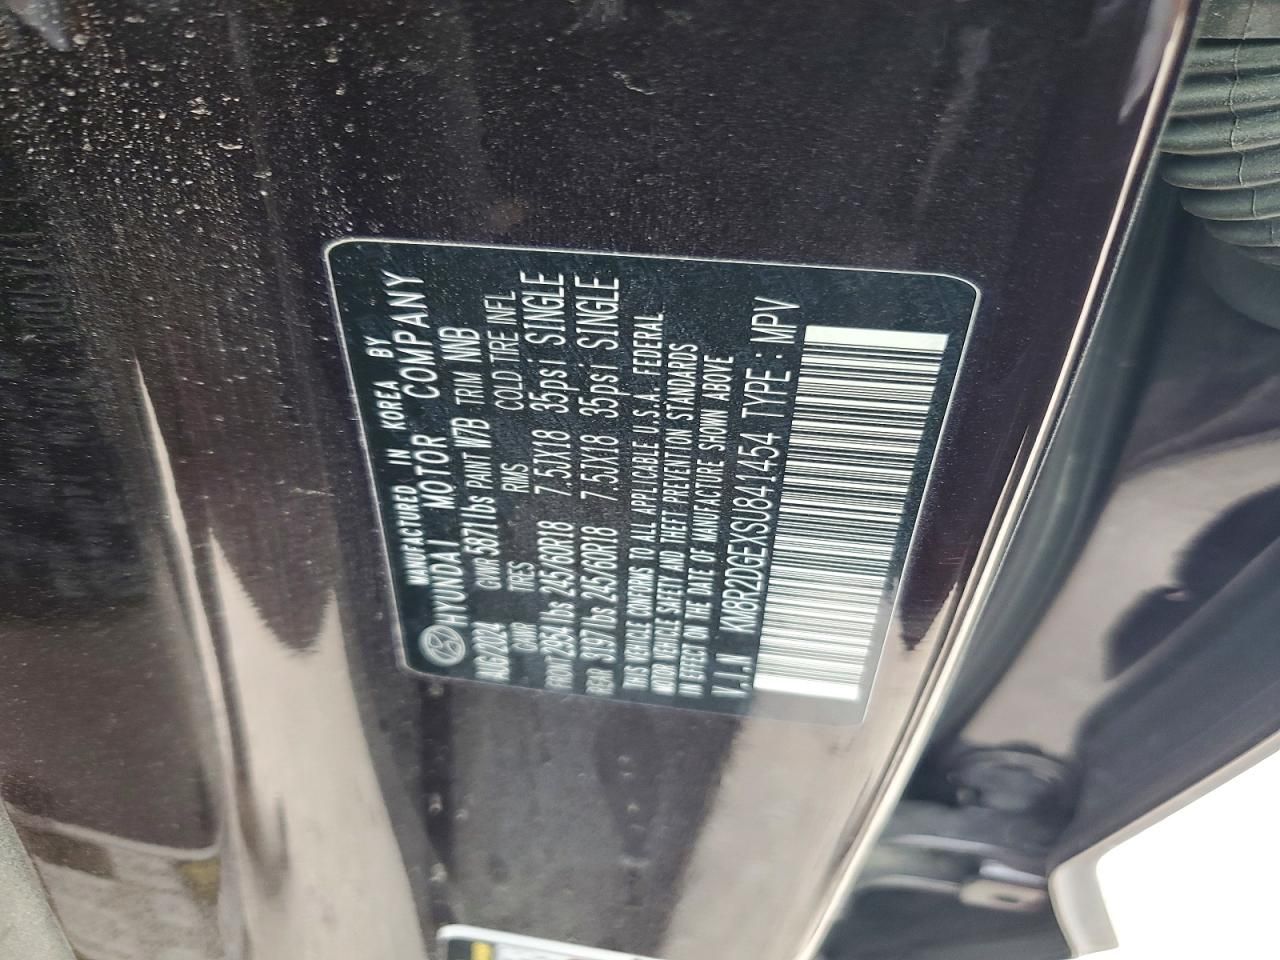 MANUFACTURED IN KOREA BY
HYUNDAI MOTOR COMPANY
AUG/2024 GVWR 5871lbs PAINT W7B TRIM NNB
GAWR TIRES RIMS COLD TIRE INFL
FRONT 2954lbs 245/60R18 7.5JX18 35psi SINGLE
REAR 3197lbs 245/60R18 7.5JX18 35psi SINGLE
THIS VEHICLE CONFORMS TO ALL APPLICABLE U.S.A. FEDERAL
MOTOR VEHICLE SAFETY AND THEFT PREVENTION STANDARDS
IN EFFECT ON THE DATE OF MANUFACTURE SHOWN ABOVE
V.I.N KM8R2DGEXSU841454 TYPE : MPV